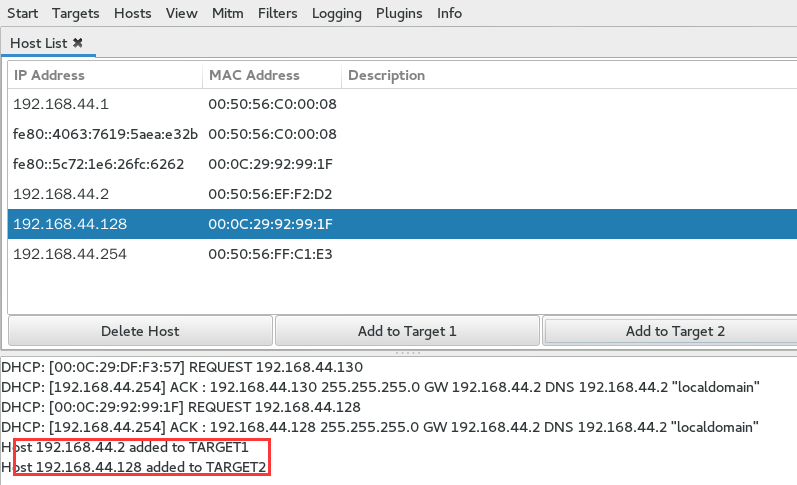 Start Targets Hosts View Mitm Filters Logging Plugins Info
Host List ✖
IP Address MAC Address Description
192.168.44.1 00:50:56:C0:00:08
fe80::4063:7619:5aea:e32b 00:50:56:C0:00:08
fe80::5c72:1e6:26fc:6262 00:0C:29:92:99:1F
192.168.44.2 00:50:56:EF:F2:D2
192.168.44.128 00:0C:29:92:99:1F
192.168.44.254 00:50:56:FF:C1:E3
Delete Host Add to Target 1 Add to Target 2
DHCP: [00:0C:29:DF:F3:57] REQUEST 192.168.44.130
DHCP: [192.168.44.254] ACK : 192.168.44.130 255.255.255.0 GW 192.168.44.2 DNS 192.168.44.2 "localdomain"
DHCP: [00:0C:29:92:99:1F] REQUEST 192.168.44.128
DHCP: [192.168.44.254] ACK : 192.168.44.128 255.255.255.0 GW 192.168.44.2 DNS 192.168.44.2 "localdomain"
Host 192.168.44.2 added to TARGET1
Host 192.168.44.128 added to TARGET2